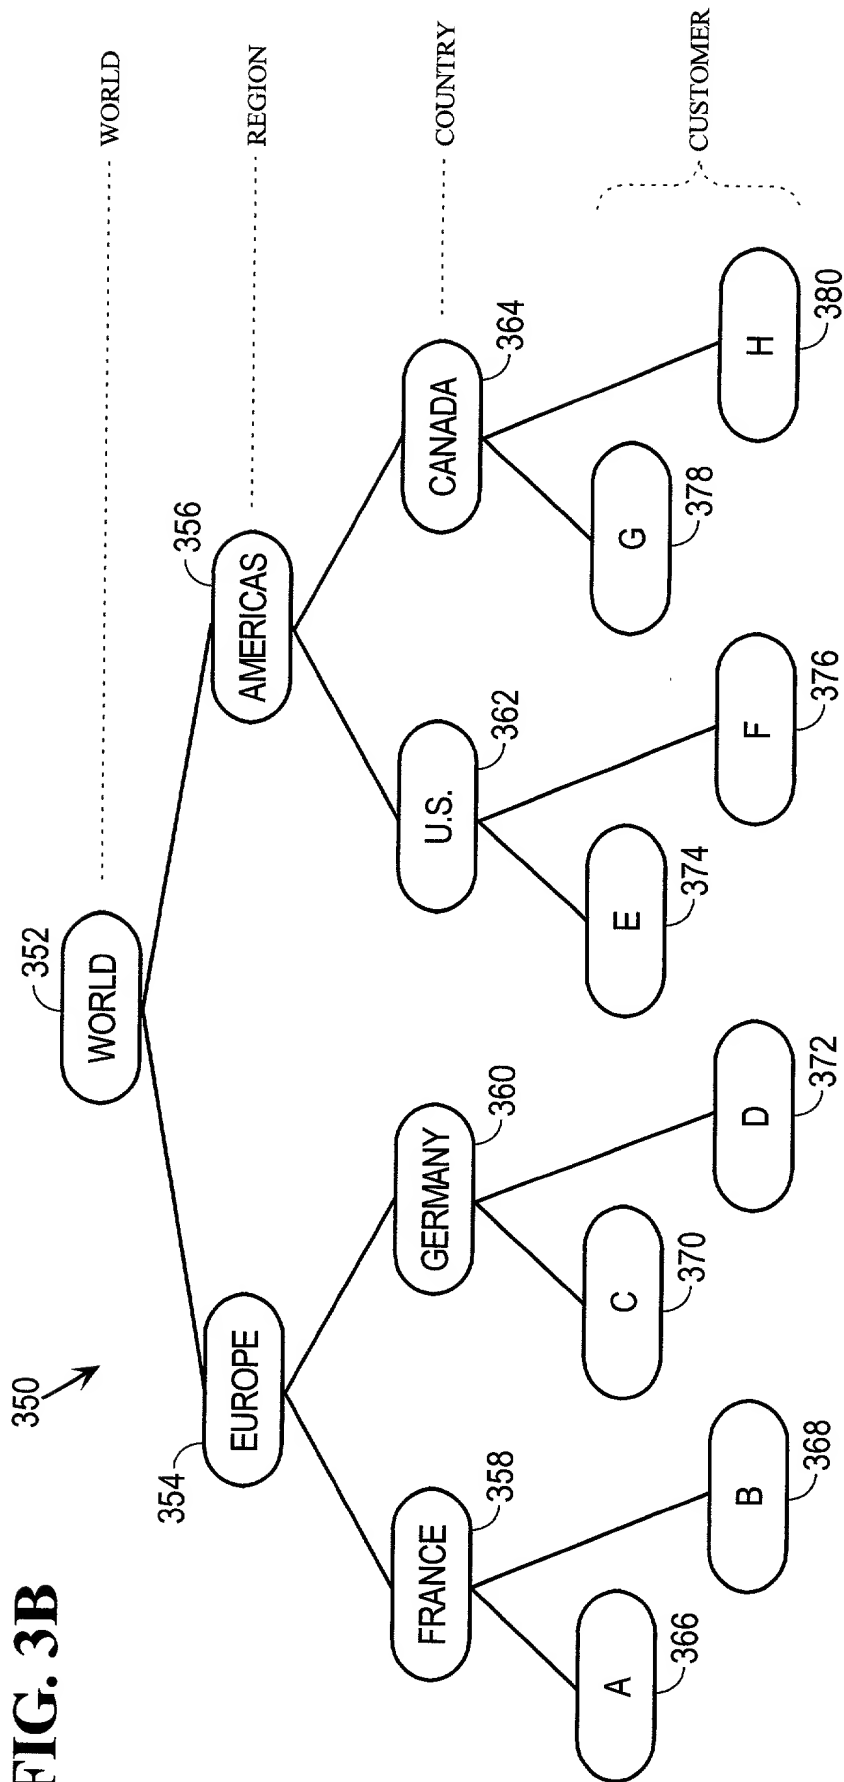 FIG. 3B
350
352
WORLD
WORLD
354
EUROPE
356
AMERICAS
REGION
FRANCE
358
GERMANY
360
U.S.
362
CANADA
364
COUNTRY
A
366
C
370
E
374
G
378
CUSTOMER
B
368
D
372
F
376
H
380